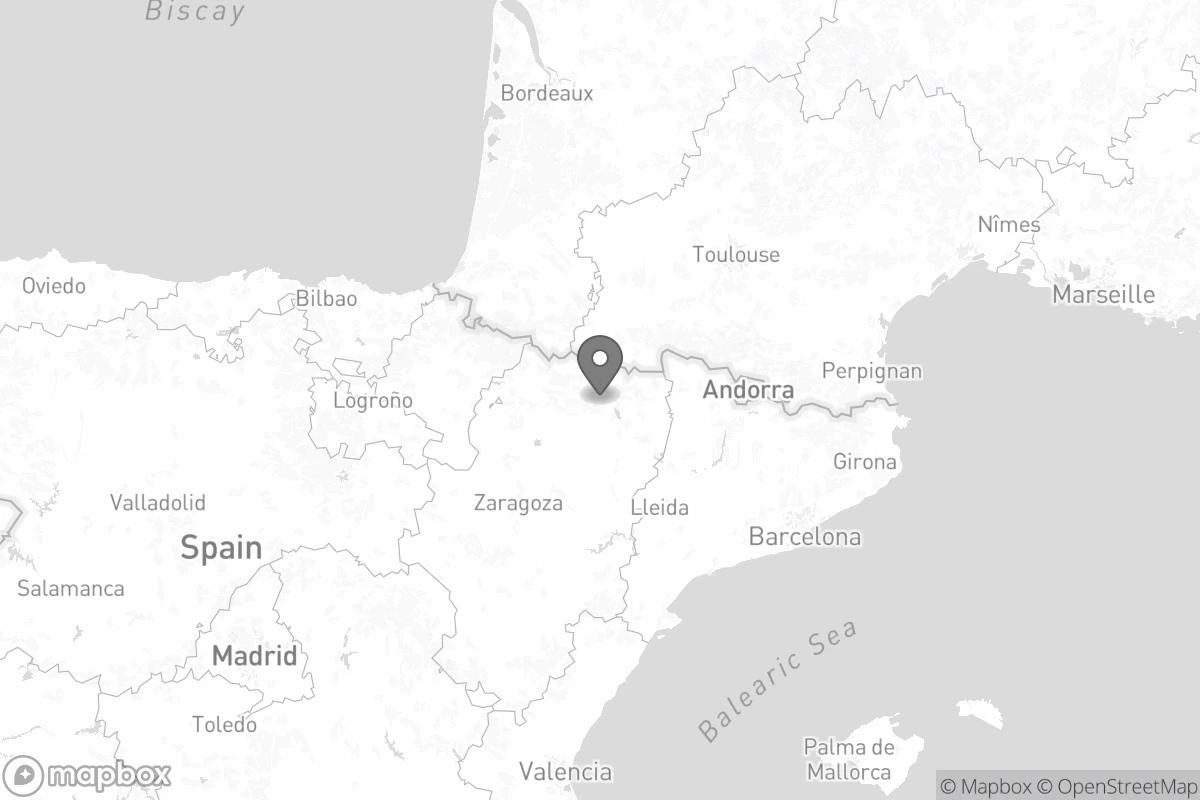 Biscay
Bordeaux
Nîmes
Toulouse
Oviedo
Bilbao
Marseille
Perpignan
Andorra
Logroño
Girona
Valladolid
Zaragoza
Lleida
Barcelona
Spain
Salamanca
Balearic Sea
Madrid
Toledo
Palma de
Mallorca
Valencia
mapbox
© Mapbox © OpenStreetMap